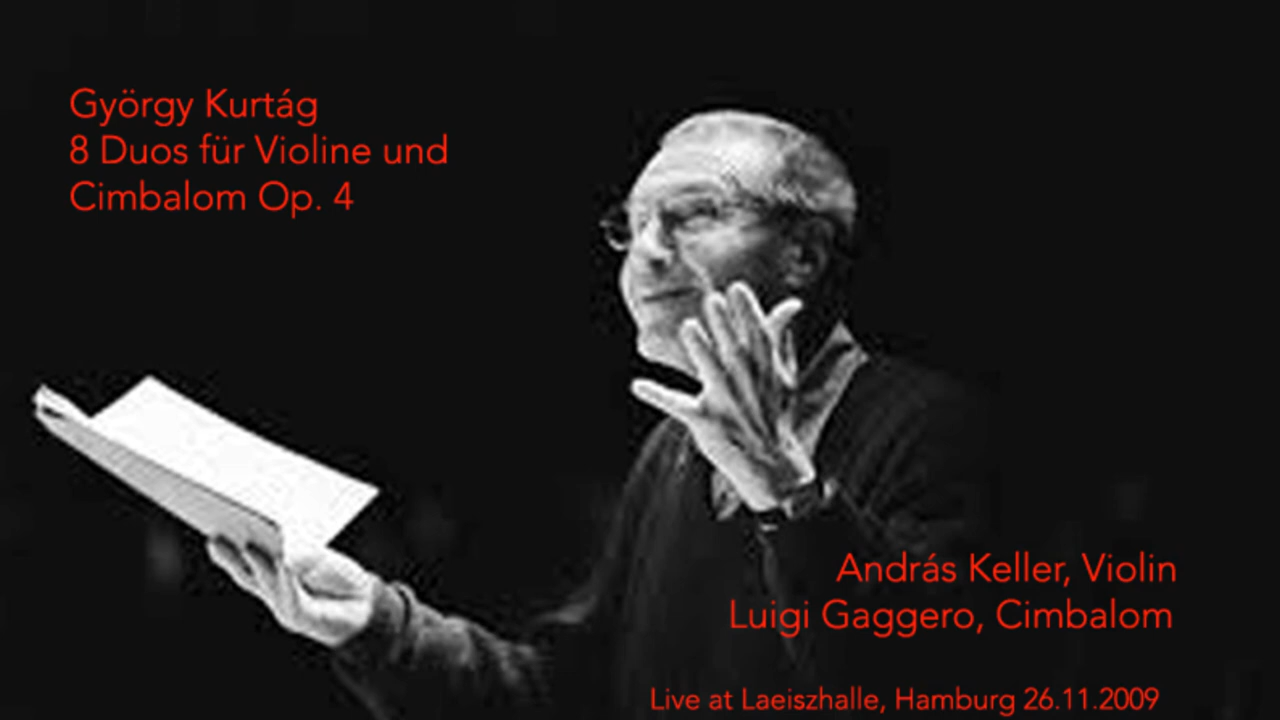 György Kurtág
8 Duos für Violine und
Cimbalom Op. 4
András Keller, Violin
Luigi Gaggero, Cimbalom
Live at Laeiszhalle, Hamburg 26.11.2009